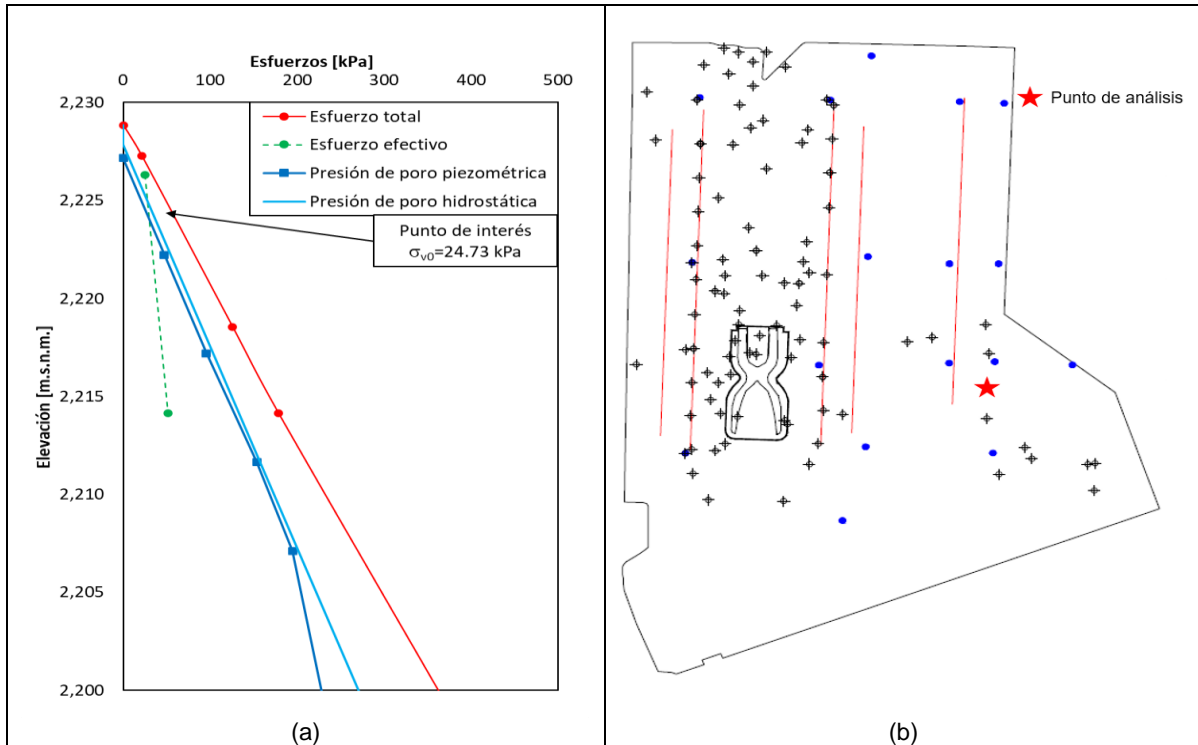 Esfuerzos [kPa]
0 100 200 300 400 500
2,230
2,225
2,220
2,215
2,210
2,205
2,200
Elevación [m.s.n.m.]
Esfuerzo total
Esfuerzo efectivo
Presión de poro piezométrica
Presión de poro hidrostática
Punto de interés
σv0=24.73 kPa
(a)
Punto de análisis
(b)